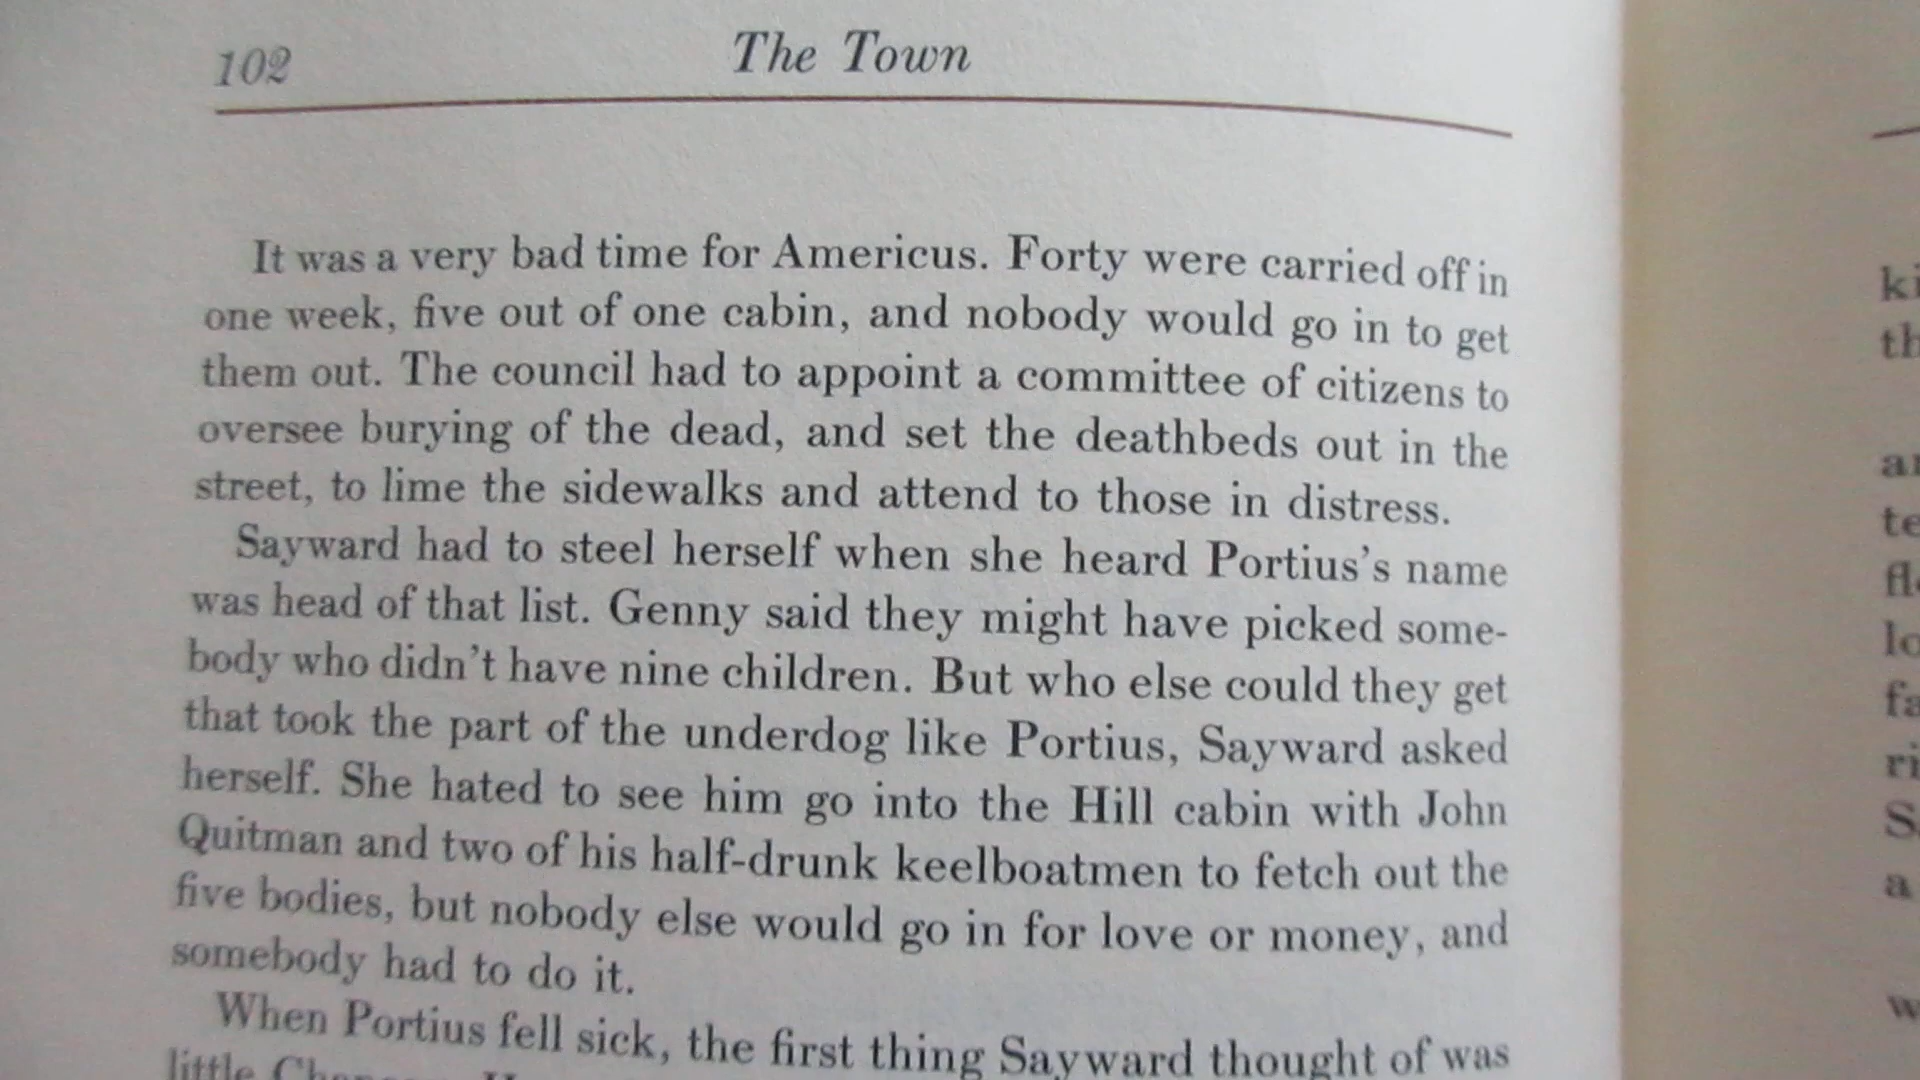 102 The Town
It was a very bad time for Americus. Forty were carried off in
one week, five out of one cabin, and nobody would go in to get
them out. The council had to appoint a committee of citizens to
oversee burying of the dead, and set the deathbeds out in the
street, to lime the sidewalks and attend to those in distress.
Sayward had to steel herself when she heard Portius's name
was head of that list. Genny said they might have picked some-
body who didn't have nine children. But who else could they get
that took the part of the underdog like Portius, Sayward asked
herself. She hated to see him go into the Hill cabin with John
Quitman and two of his half-drunk keelboatmen to fetch out the
five bodies, but nobody else would go in for love or money, and
somebody had to do it.
When Portius fell sick, the first thing Sayward thought of was
little